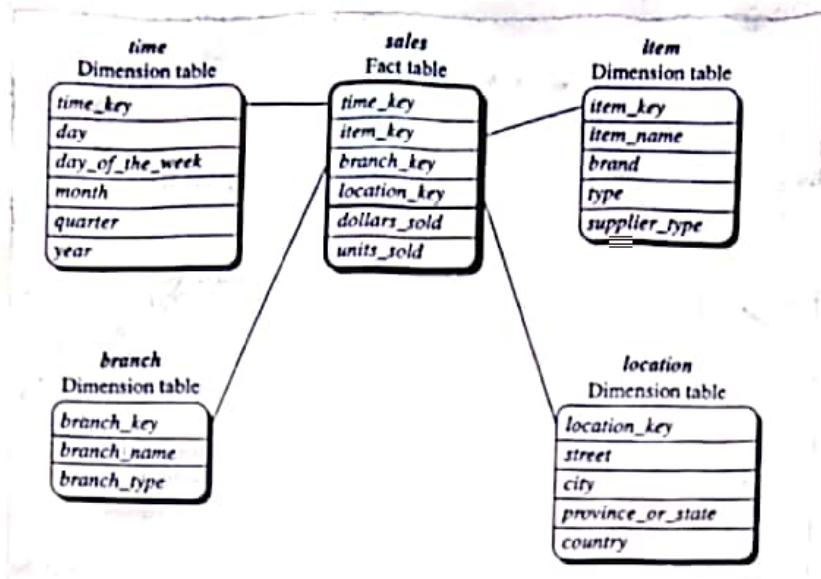 time
Dimension table
time_key
day
day_of_the_week
month
quarter
year
sales
Fact table
time_key
item_key
branch_key
location_key
dollars_sold
units_sold
item
Dimension table
item_key
item_name
brand
type
supplier_type
branch
Dimension table
branch_key
branch_name
branch_type
location
Dimension table
location_key
street
city
province_or_state
country